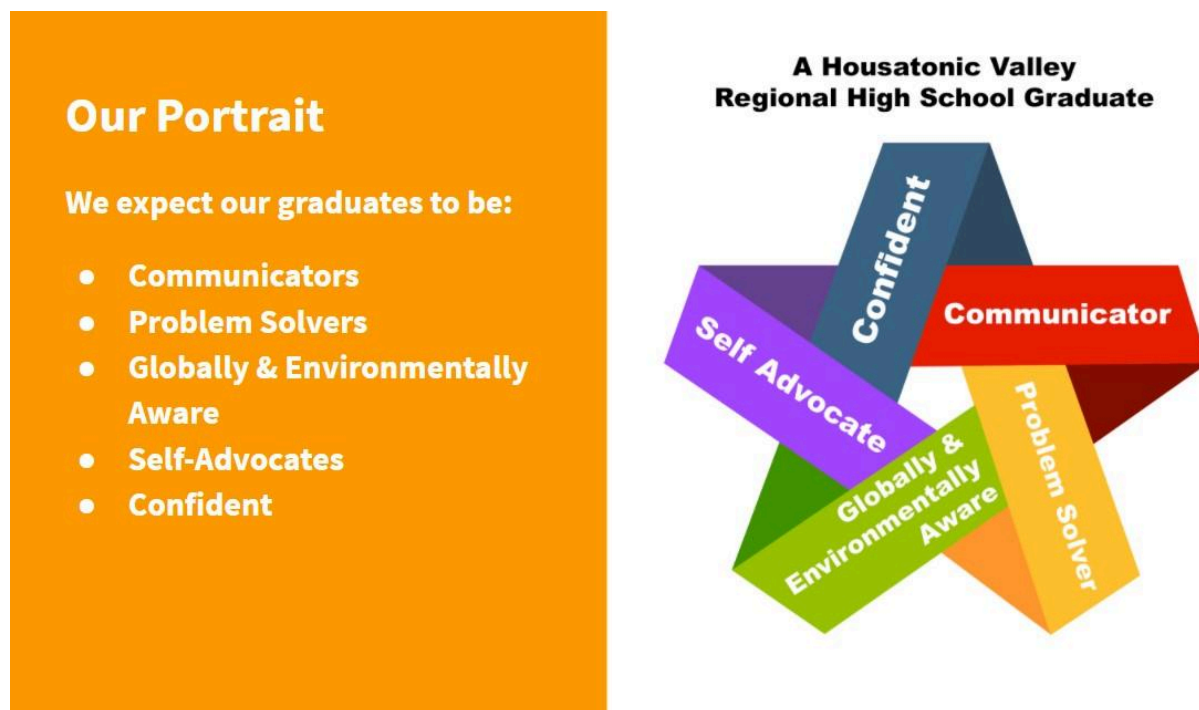 Our Portrait
We expect our graduates to be:
● Communicators
● Problem Solvers
● Globally & Environmentally
Aware
● Self-Advocates
● Confident
A Housatonic Valley
Regional High School Graduate
Confident
Communicator
Self Advocate
Problem Solver
Globally &
Environmentally
Aware